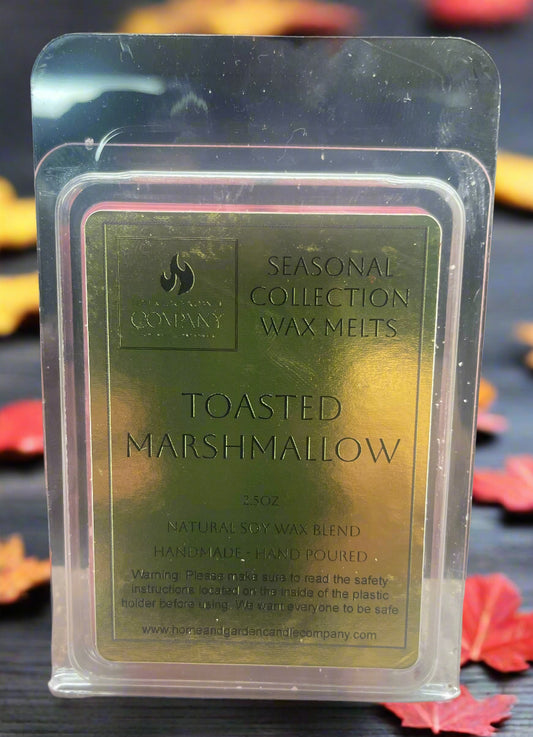 COMPANY
SEASONAL
COLLECTION
WAX MELTS
TOASTED
MARSHMALLOW
2.5OZ
NATURAL SOY WAX BLEND
HANDMADE - HAND POURED
Warning: Please make sure to read the safety
instructions located on the inside of the plastic
holder before using. We want everyone to be safe
www.homeandgardencandlecompany.com